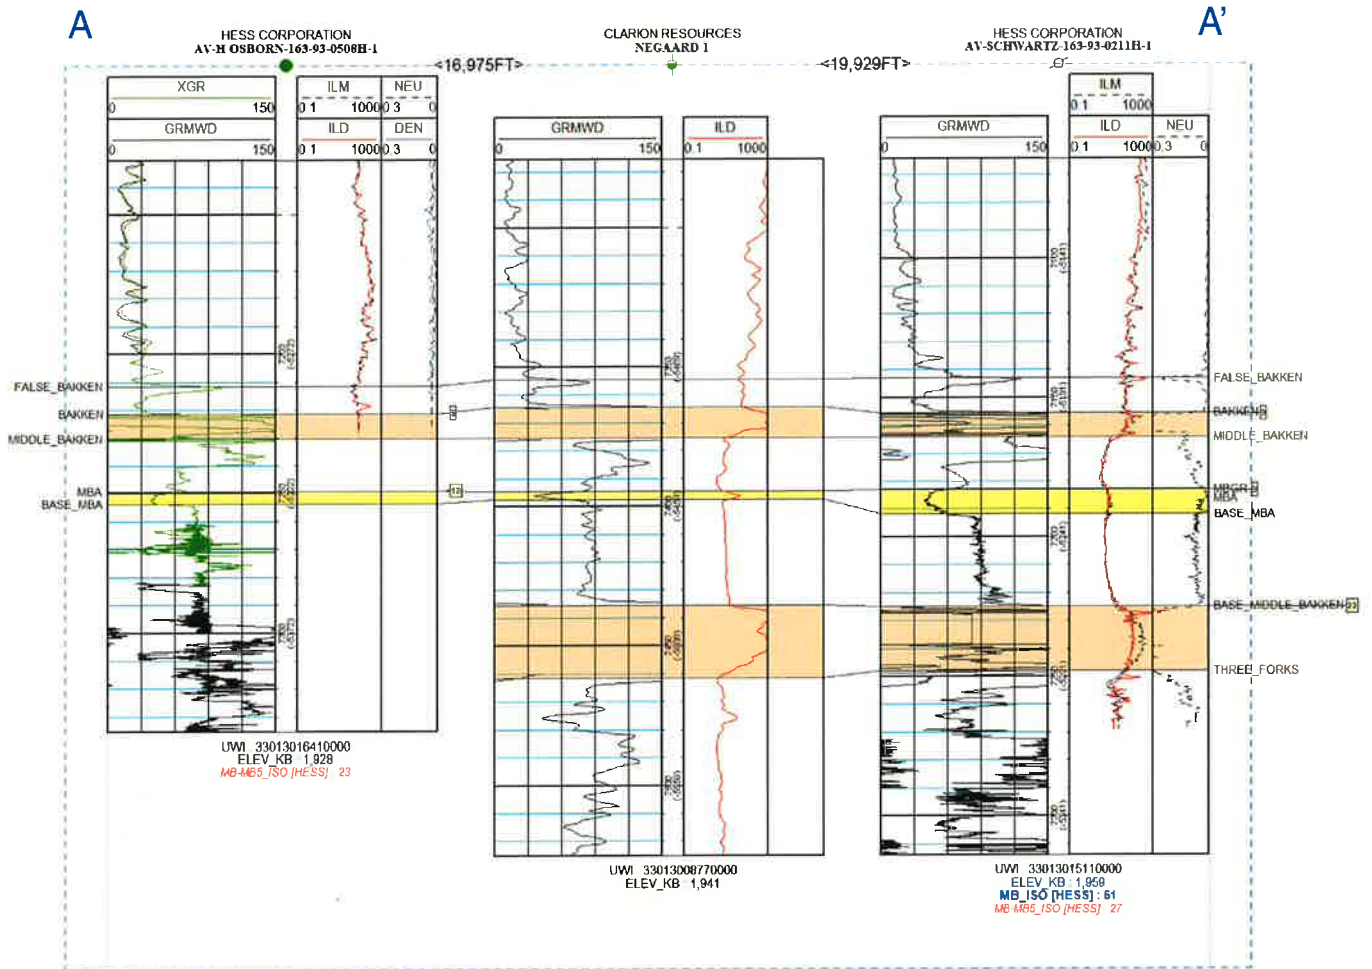 A
A'
HESS CORPORATION
AV-H OSBORN-163-93-0508H-1
CLARION RESOURCES
NEGAARD 1
HESS CORPORATION
AV-SCHWARTZ-163-93-0211H-1
<16,975FT>
<19,929FT>
XGR
0 150
GRMWD
0 150
ILM
0 1 1000
ILD
0 1 1000
NEU
0 3 0
DEN
0 3 0
GRMWD
0 150
ILD
0 1 1000
GRMWD
0 150
ILM
0 1 1000
ILD
0 1 1000
NEU
0.3 0
FALSE_BAKKEN
BAKKEN
MIDDLE_BAKKEN
MBA
BASE_MBA
12
FALSE_BAKKEN
BAKKEN
MIDDLE_BAKKEN
MBGR
MBA
BASE_MBA
BASE_MIDDLE_BAKKEN 23
THREE_FORKS
UWI 33013016410000
ELEV_KB 1,928
MB-MB5_ISO [HESS] 23
UWI 33013008770000
ELEV_KB : 1,941
UWI 33013015110000
ELEV_KB : 1,959
MB_ISO [HESS] : 61
MB-MB5_ISO [HESS] 27